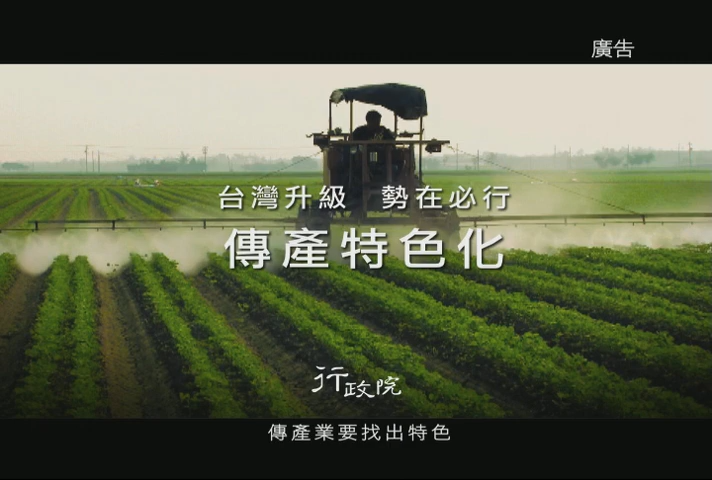 廣告
台灣升級 勢在必行
傳產特色化
行政院
傳產業要找出特色